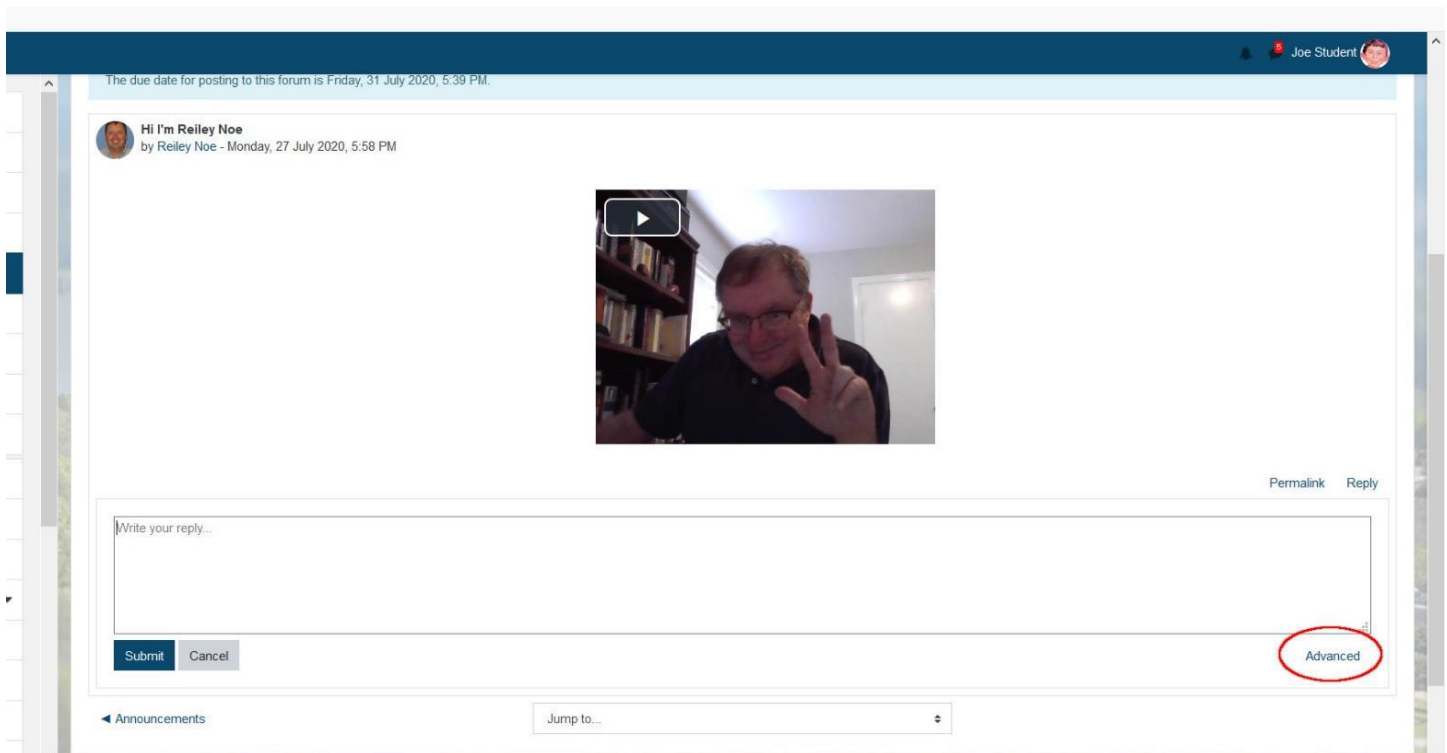 5 Joe Student
The due date for posting to this forum is Friday, 31 July 2020, 5:39 PM.
Hi I'm Reiley Noe
by Reiley Noe - Monday, 27 July 2020, 5:58 PM
Permalink Reply
Write your reply...
Submit Cancel Advanced
◄ Announcements Jump to...